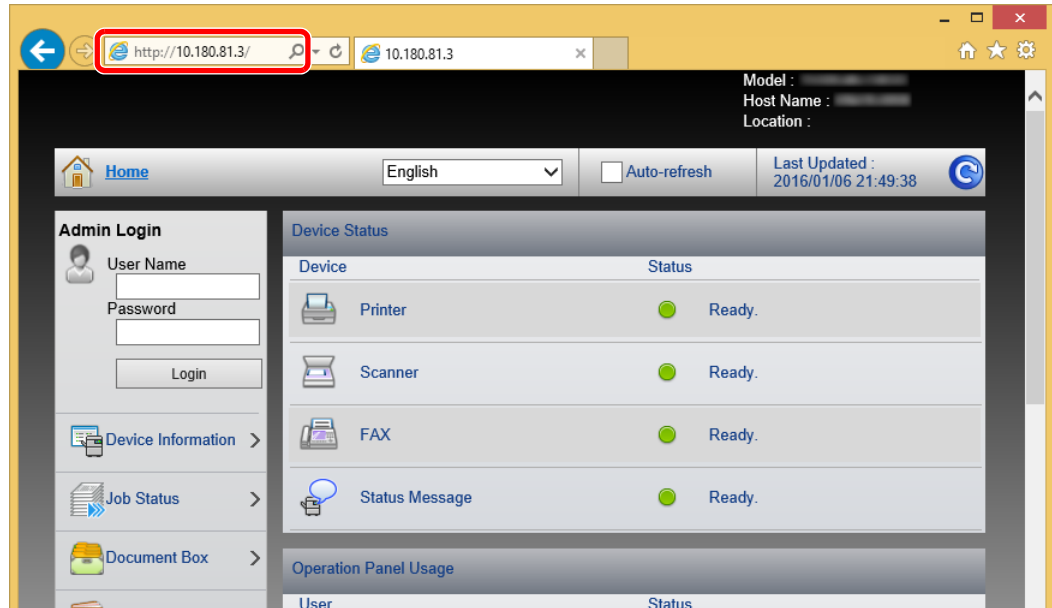 http://10.180.81.3/
10.180.81.3
Model :
Host Name :
Location :
Home
English
Auto-refresh
Last Updated :
2016/01/06 21:49:38
Admin Login
User Name
Password
Login
Device Information
Job Status
Document Box
Device Status
Device Status
Printer Ready.
Scanner Ready.
FAX Ready.
Status Message Ready.
Operation Panel Usage
User Status